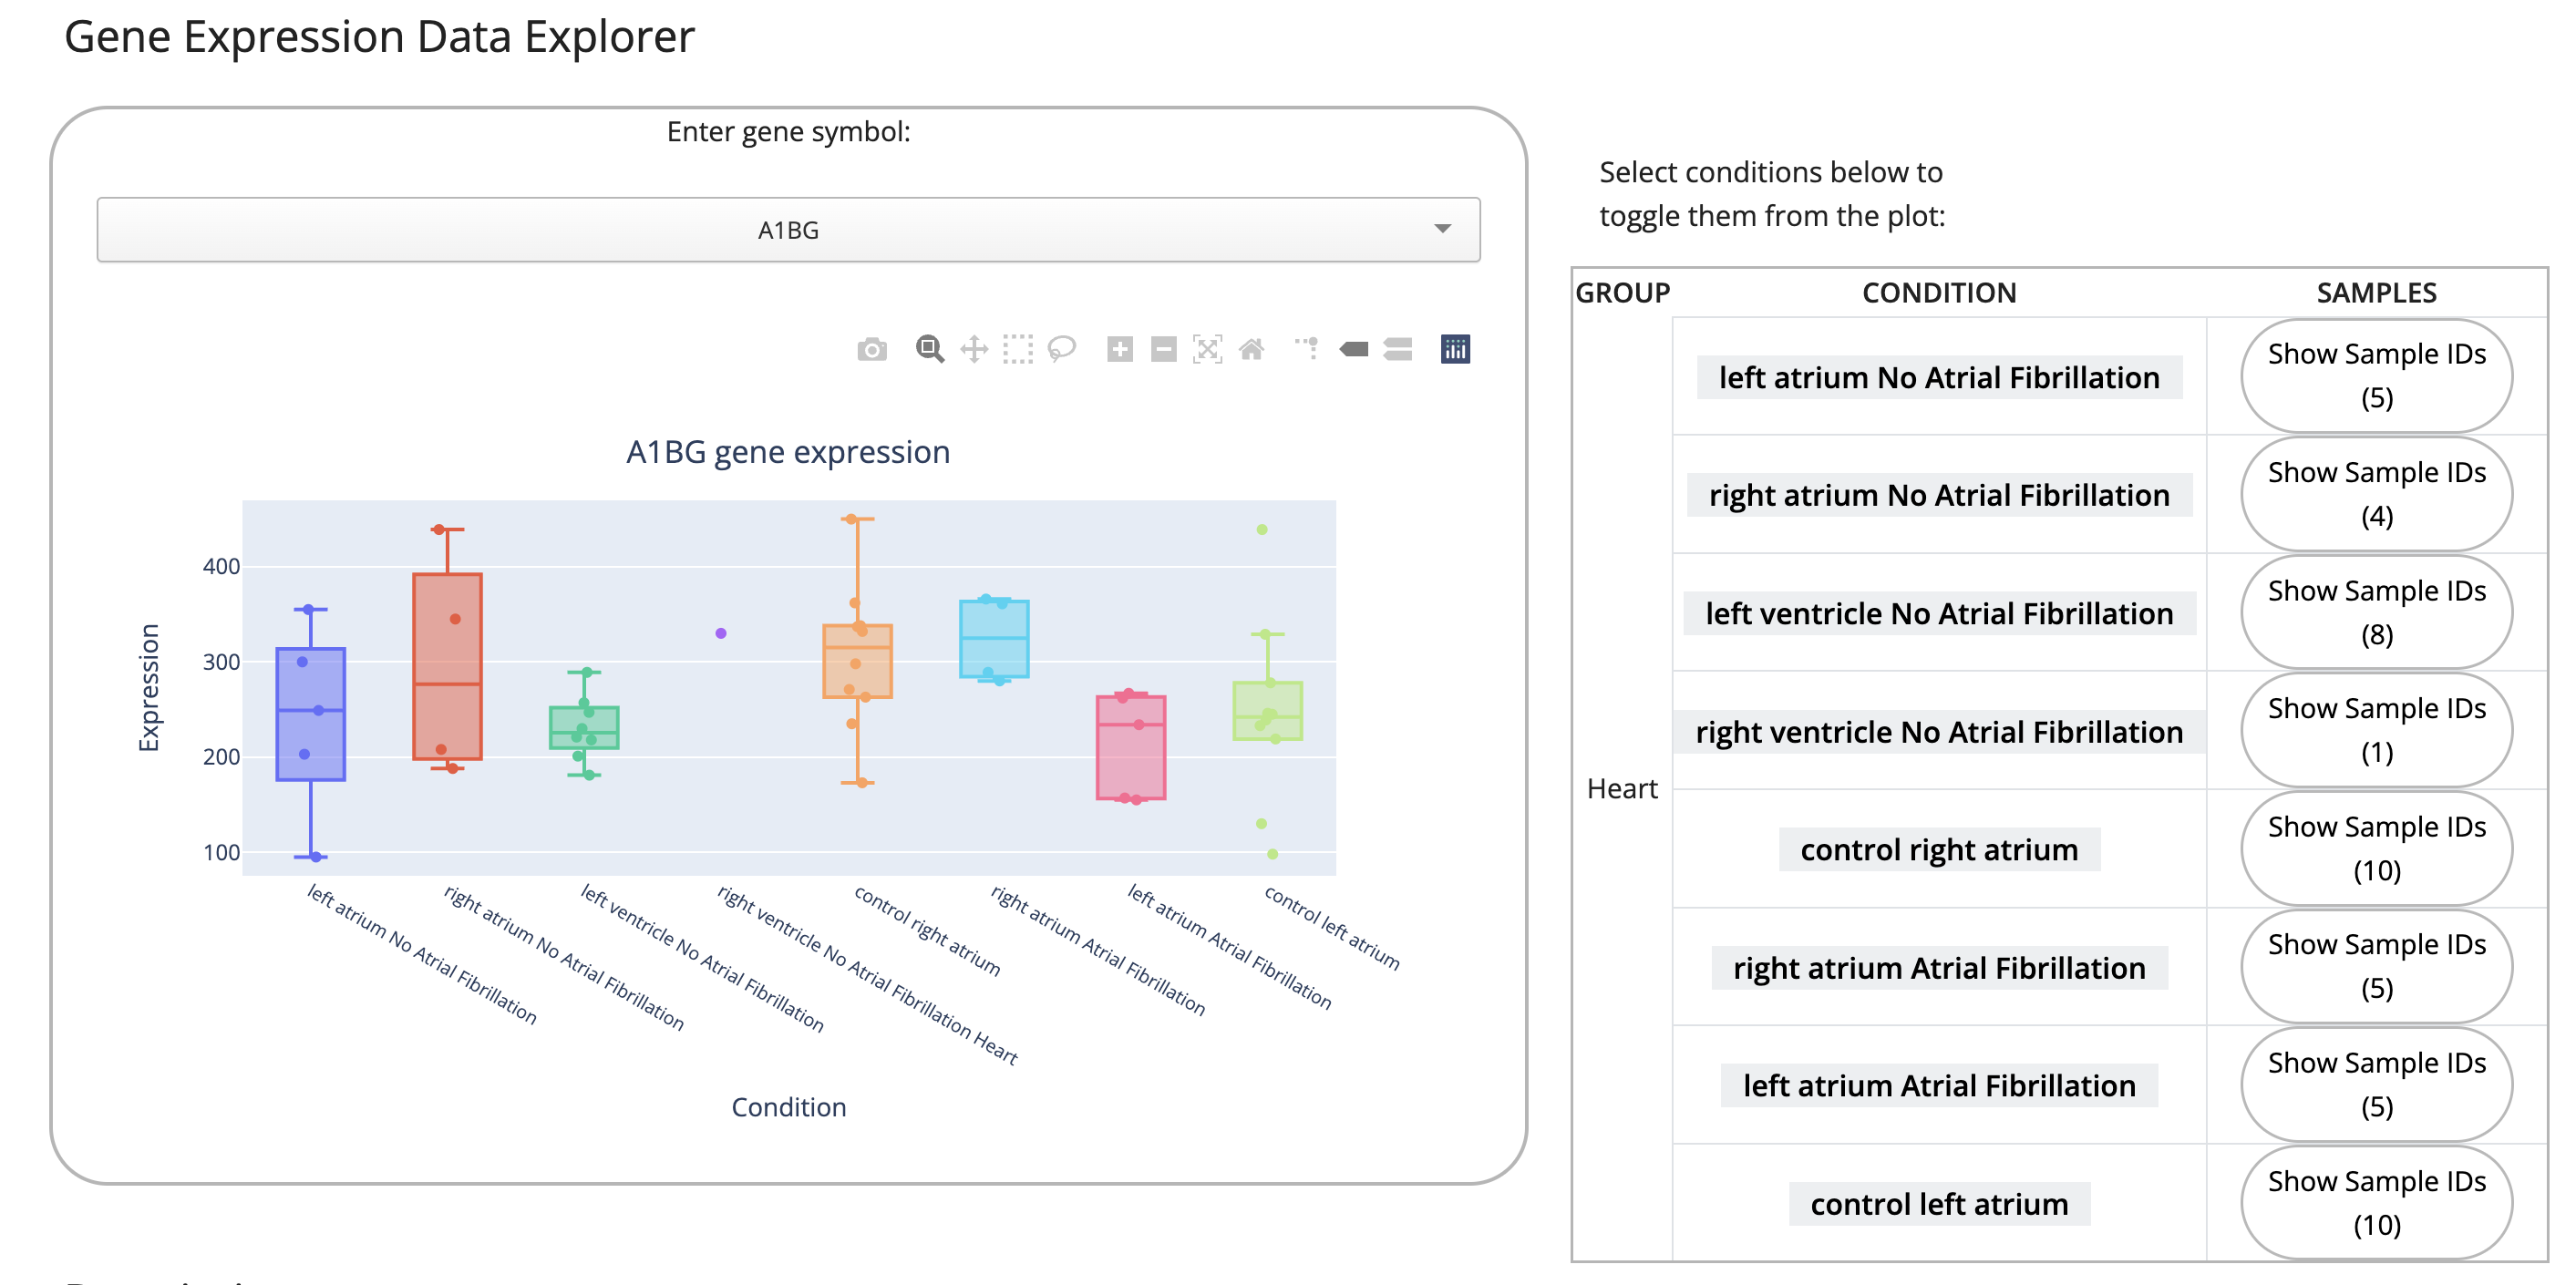 Gene Expression Data Explorer
Enter gene symbol:
A1BG
A1BG gene expression
Expression
400
300
200
100
left atrium No Atrial Fibrillation
right atrium No Atrial Fibrillation
left ventricle No Atrial Fibrillation
right ventricle No Atrial Fibrillation Heart
control right atrium
right atrium Atrial Fibrillation
left atrium Atrial Fibrillation
control left atrium
Condition
Select conditions below to
toggle them from the plot:
GROUP CONDITION SAMPLES
Heart
left atrium No Atrial Fibrillation
Show Sample IDs
(5)
right atrium No Atrial Fibrillation
Show Sample IDs
(4)
left ventricle No Atrial Fibrillation
Show Sample IDs
(8)
right ventricle No Atrial Fibrillation
Show Sample IDs
(1)
control right atrium
Show Sample IDs
(10)
right atrium Atrial Fibrillation
Show Sample IDs
(5)
left atrium Atrial Fibrillation
Show Sample IDs
(5)
control left atrium
Show Sample IDs
(10)